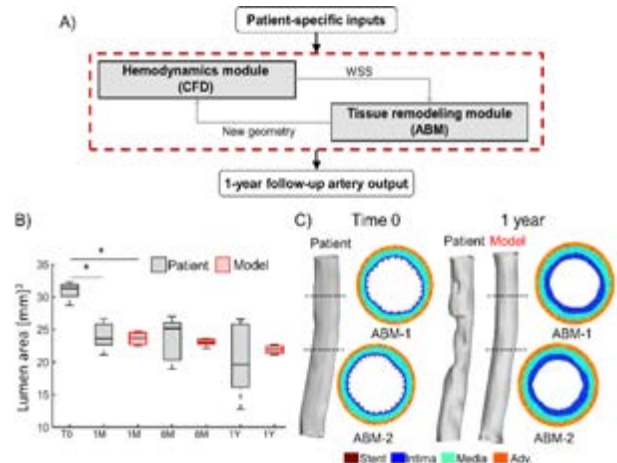 A)
Patient-specific inputs
Hemodynamics module
(CFD)
WSS
Tissue remodeling module
(ABM)
New geometry
1-year follow-up artery output
B)
Patient Model
Lumen area [mm]²
35
30
25
20
15
10
T0 1M 1M 6M 6M 1Y 1Y
*
*
C)
Time 0 1 year
Patient
Patient Model
ABM-1
ABM-1
ABM-2
ABM-2
Stent Intima Media Adv.